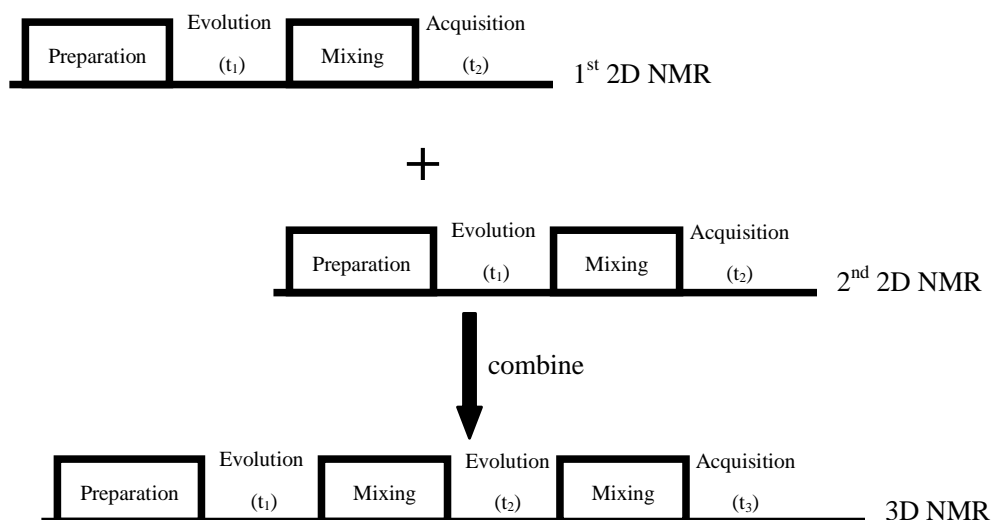 Evolution Acquisition
Preparation (t₁) Mixing (t₂) 1st 2D NMR
+
Evolution Acquisition
Preparation (t₁) Mixing (t₂) 2nd 2D NMR
combine
Evolution Evolution Acquisition
Preparation (t₁) Mixing (t₂) Mixing (t₃) 3D NMR